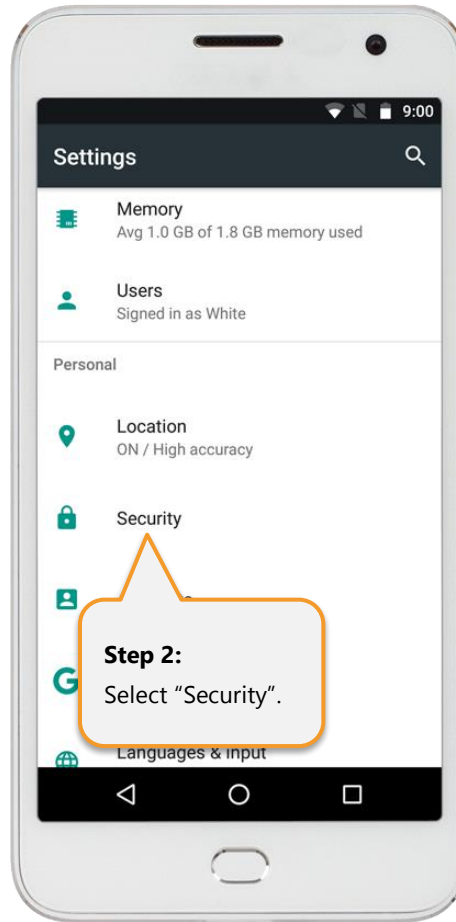 9:00
Settings
Memory
Avg 1.0 GB of 1.8 GB memory used
Users
Signed in as White
Personal
Location
ON / High accuracy
Security
Step 2:
Select “Security”.
Languages & input